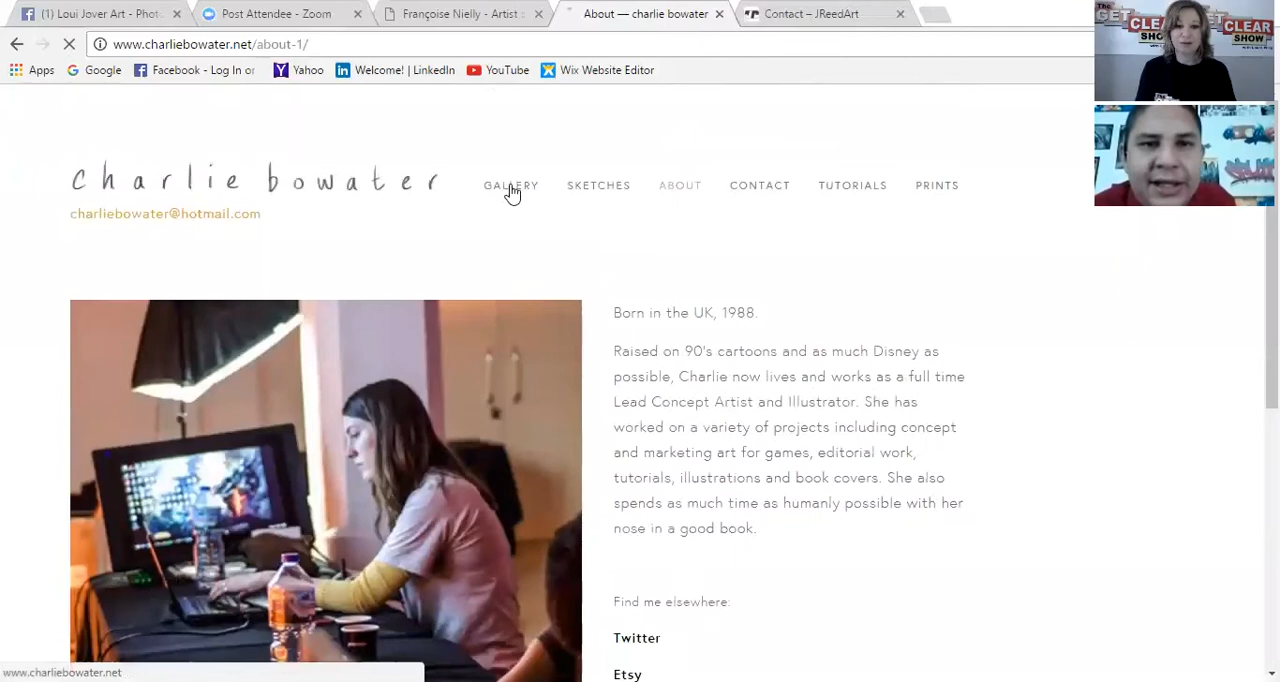 (1) Loui Jover Art - Phot
Post Attendee - Zoom
Françoise Nielly - Artist :
About — charlie bowater
Contact – JReedArt
www.charliebowater.net/about-1/
Apps
Google
Facebook - Log In or
Yahoo
Welcome! | LinkedIn
YouTube
Wix Website Editor
The GET CLEAR SHOW
CLEAR SHOW
charlie bowater
GALLERY SKETCHES ABOUT CONTACT TUTORIALS PRINTS
charliebowater@hotmail.com
Born in the UK, 1988.
Raised on 90's cartoons and as much Disney as
possible, Charlie now lives and works as a full time
Lead Concept Artist and Illustrator. She has
worked on a variety of projects including concept
and marketing art for games, editorial work,
tutorials, illustrations and book covers. She also
spends as much time as humanly possible with her
nose in a good book.
Find me elsewhere:
Twitter
Etsy
www.charliebowater.net